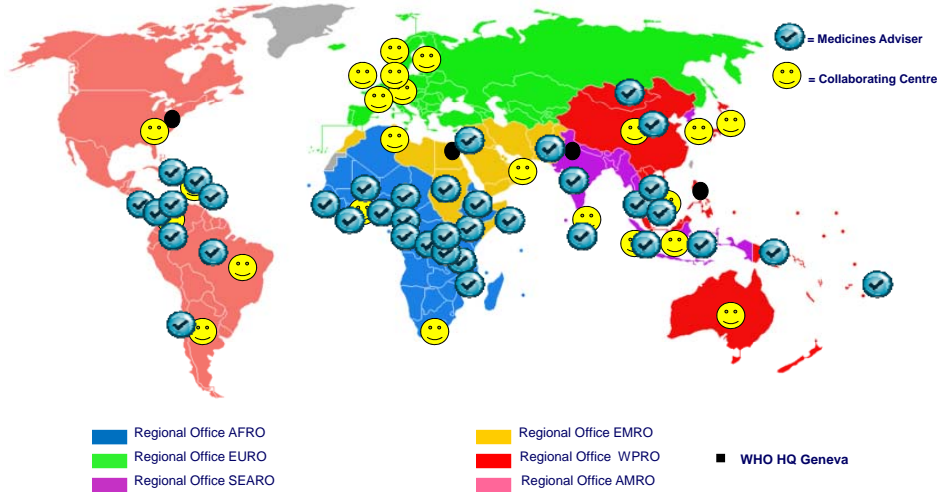 = Medicines Adviser
= Collaborating Centre
Regional Office AFRO
Regional Office EURO
Regional Office SEARO
Regional Office EMRO
Regional Office WPRO
Regional Office AMRO
WHO HQ Geneva